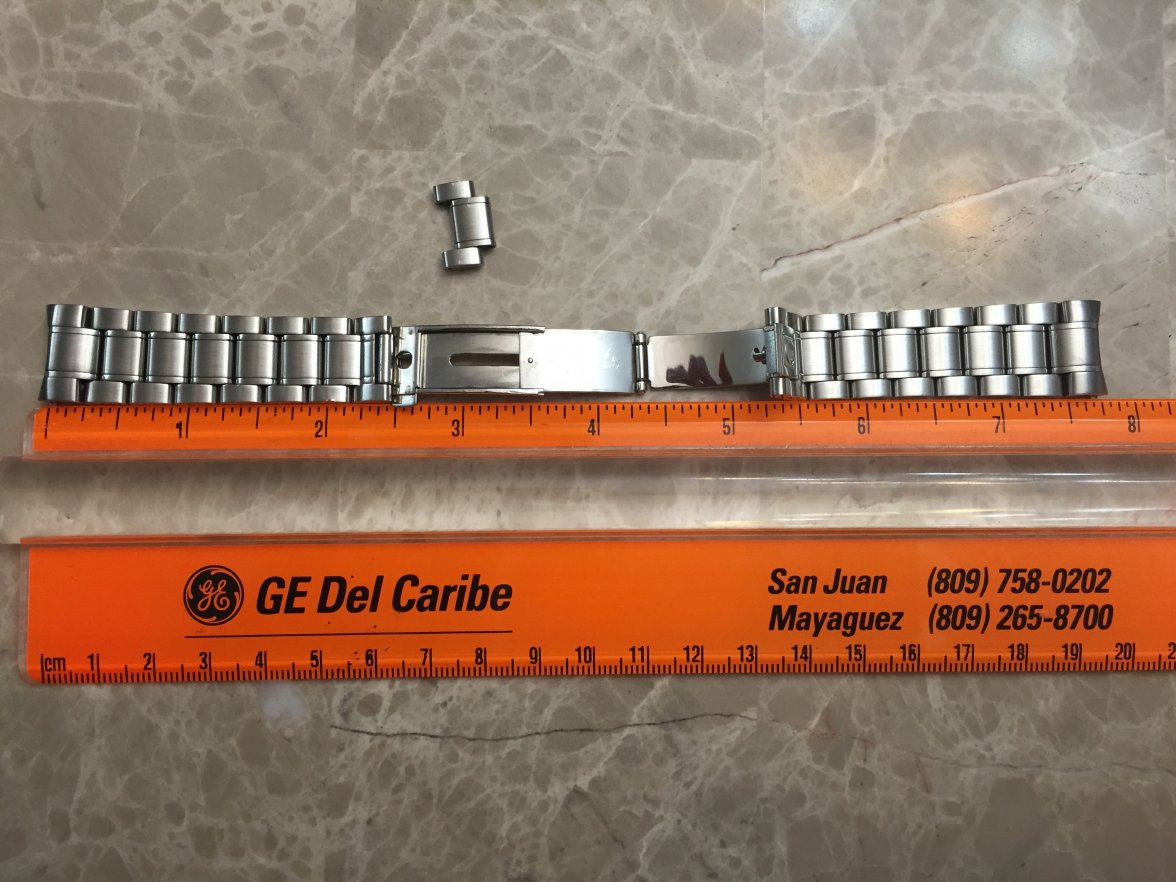 1 2 3 4 5 6 7 8
GE GE Del Caribe
San Juan (809) 758-0202
Mayaguez (809) 265-8700
cm 1 2 3 4 5 6 7 8 9 10 11 12 13 14 15 16 17 18 19 20